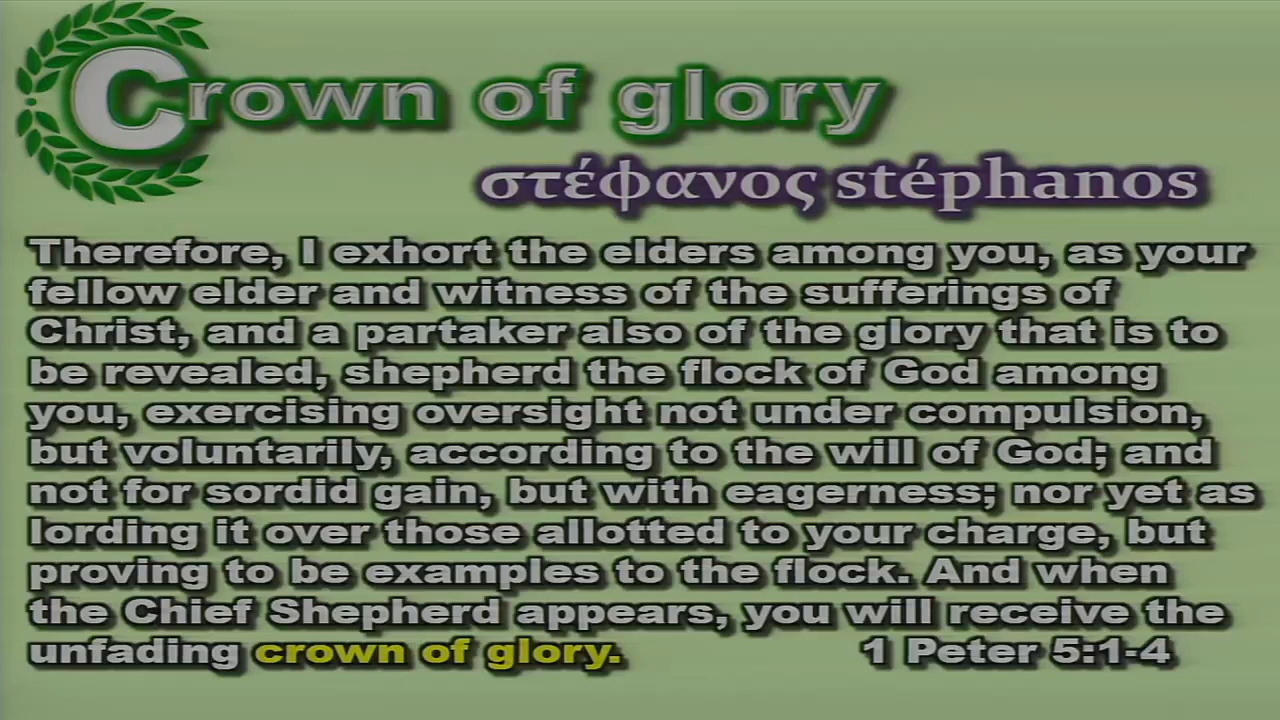 Crown of glory
στέφανος stéphanos
Therefore, I exhort the elders among you, as your
fellow elder and witness of the sufferings of
Christ, and a partaker also of the glory that is to
be revealed, shepherd the flock of God among
you, exercising oversight not under compulsion,
but voluntarily, according to the will of God; and
not for sordid gain, but with eagerness; nor yet as
lording it over those allotted to your charge, but
proving to be examples to the flock. And when
the Chief Shepherd appears, you will receive the
unfading crown of glory. 1 Peter 5:1-4